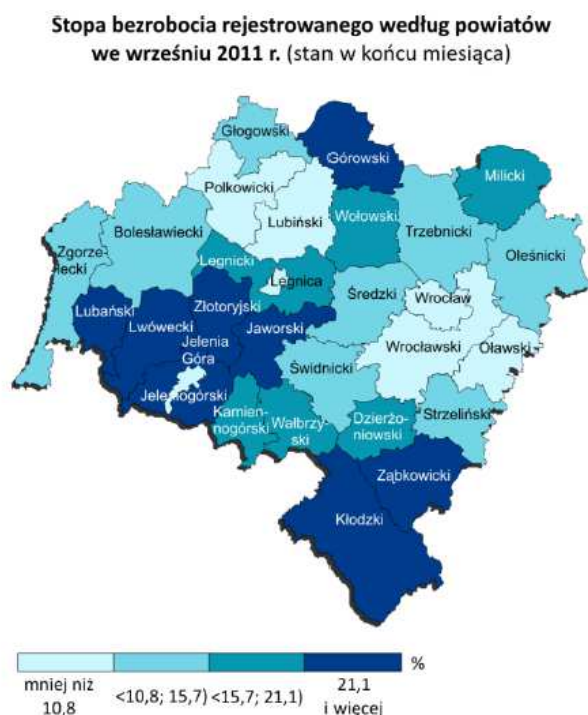 Stopa bezrobocia rejestrowanego według powiatów
we wrześniu 2011 r. (stan w końcu miesiąca)
Głogowski
Górowski
Polkowicki
Milicki
Lubiński
Wołowski
Bolesławiecki
Trzebnicki
Zgorze-
lecki
Oleśnicki
Legnicki
Legnica
Lubański
Złotoryjski
Średzki
Wrocław
Lwówecki
Jaworski
Jelenia
Góra
Wrocławski
Oławski
Świdnicki
Jeleniogórski
Kamien-
nogórski
Wałbrzy-
ski
Dzierżo-
niowski
Strzeliński
Ząbkowicki
Kłodzki
%
mniej niż
10,8
<10,8; 15,7)
<15,7; 21,1)
21,1
i więcej